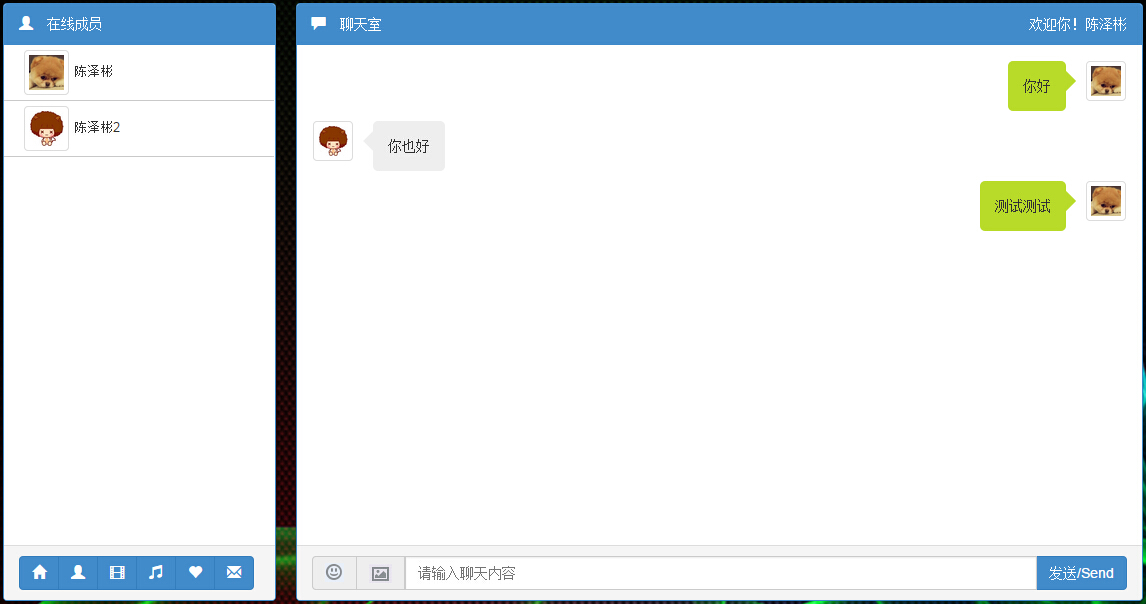 在线成员
陈泽彬
陈泽彬2
聊天室
欢迎你！陈泽彬
你好
你也好
测试测试
请输入聊天内容
发送/Send